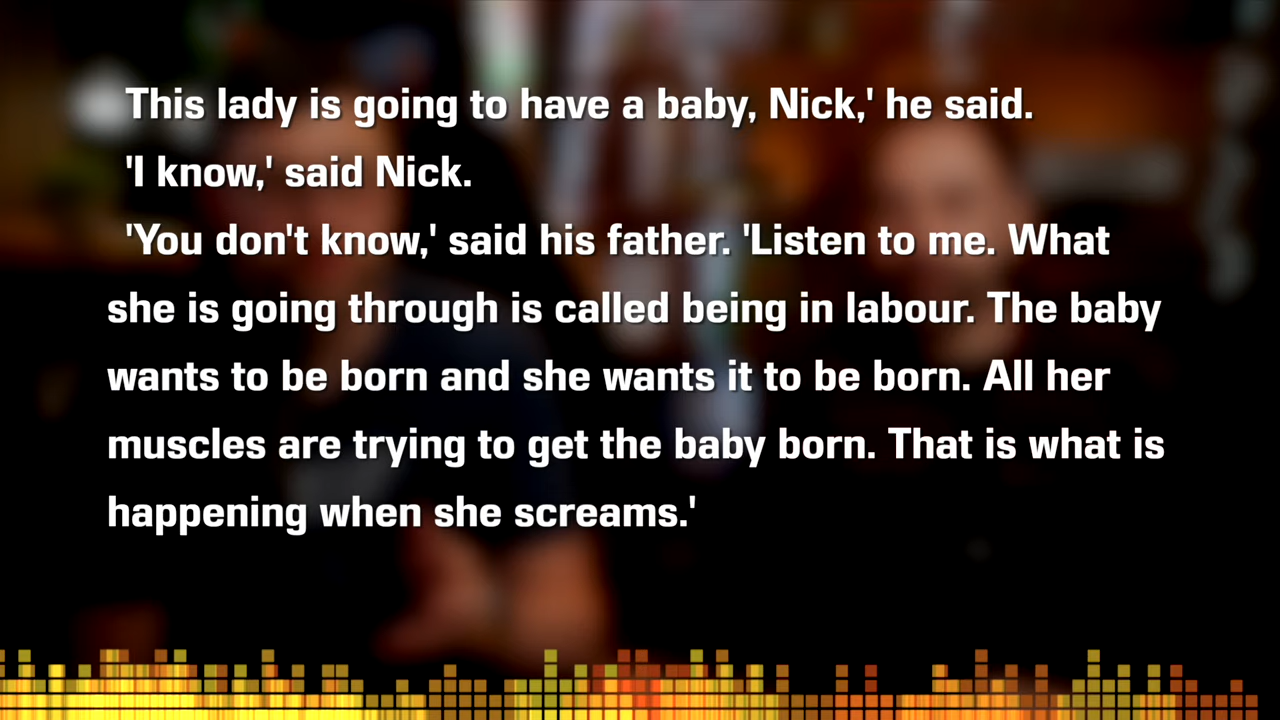 This lady is going to have a baby, Nick,' he said.
'I know,' said Nick.
'You don't know,' said his father. 'Listen to me. What
she is going through is called being in labour. The baby
wants to be born and she wants it to be born. All her
muscles are trying to get the baby born. That is what is
happening when she screams.'